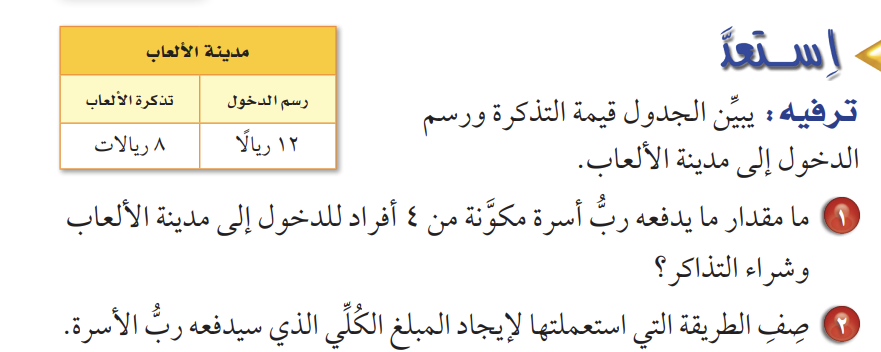 إستعدَّ
ترفيه : يبيِّن الجدول قيمة التذكرة ورسم
الدخول إلى مدينة الألعاب.
مدينة الألعاب
رسم الدخول تذكرة الألعاب
١٢ ريالًا ٨ ريالات
١ ما مقدار ما يدفعه ربُّ أسرة مكوَّنة من ٤ أفراد للدخول إلى مدينة الألعاب
وشراء التذاكر؟
٢ صِفِ الطريقة التي استعملتها لإيجاد المبلغ الكُلِّي الذي سيدفعه ربُّ الأسرة.